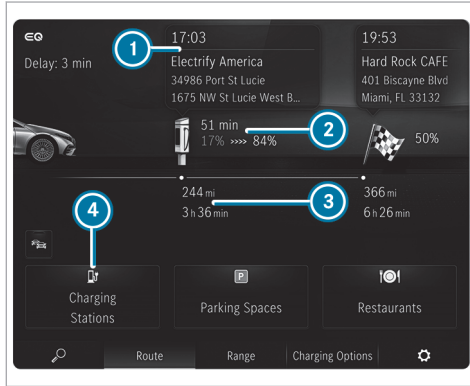 EQ
Delay: 3 min
17:03
Electrify America
34986 Port St Lucie
1675 NW St Lucie West B...
19:53
Hard Rock CAFE
401 Biscayne Blvd
Miami, FL 33132
1
51 min
17% »»» 84%
2
50%
244 mi
3 h 36 min
3
366 mi
6 h 26 min
4
Charging
Stations
P
Parking Spaces
Restaurants
Route
Range
Charging Options